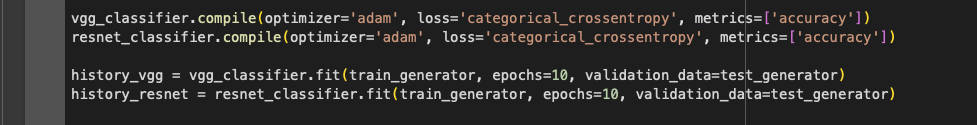 vgg_classifier.compile(optimizer='adam', loss='categorical_crossentropy', metrics=['accuracy'])
resnet_classifier.compile(optimizer='adam', loss='categorical_crossentropy', metrics=['accuracy'])
history_vgg = vgg_classifier.fit(train_generator, epochs=10, validation_data=test_generator)
history_resnet = resnet_classifier.fit(train_generator, epochs=10, validation_data=test_generator)